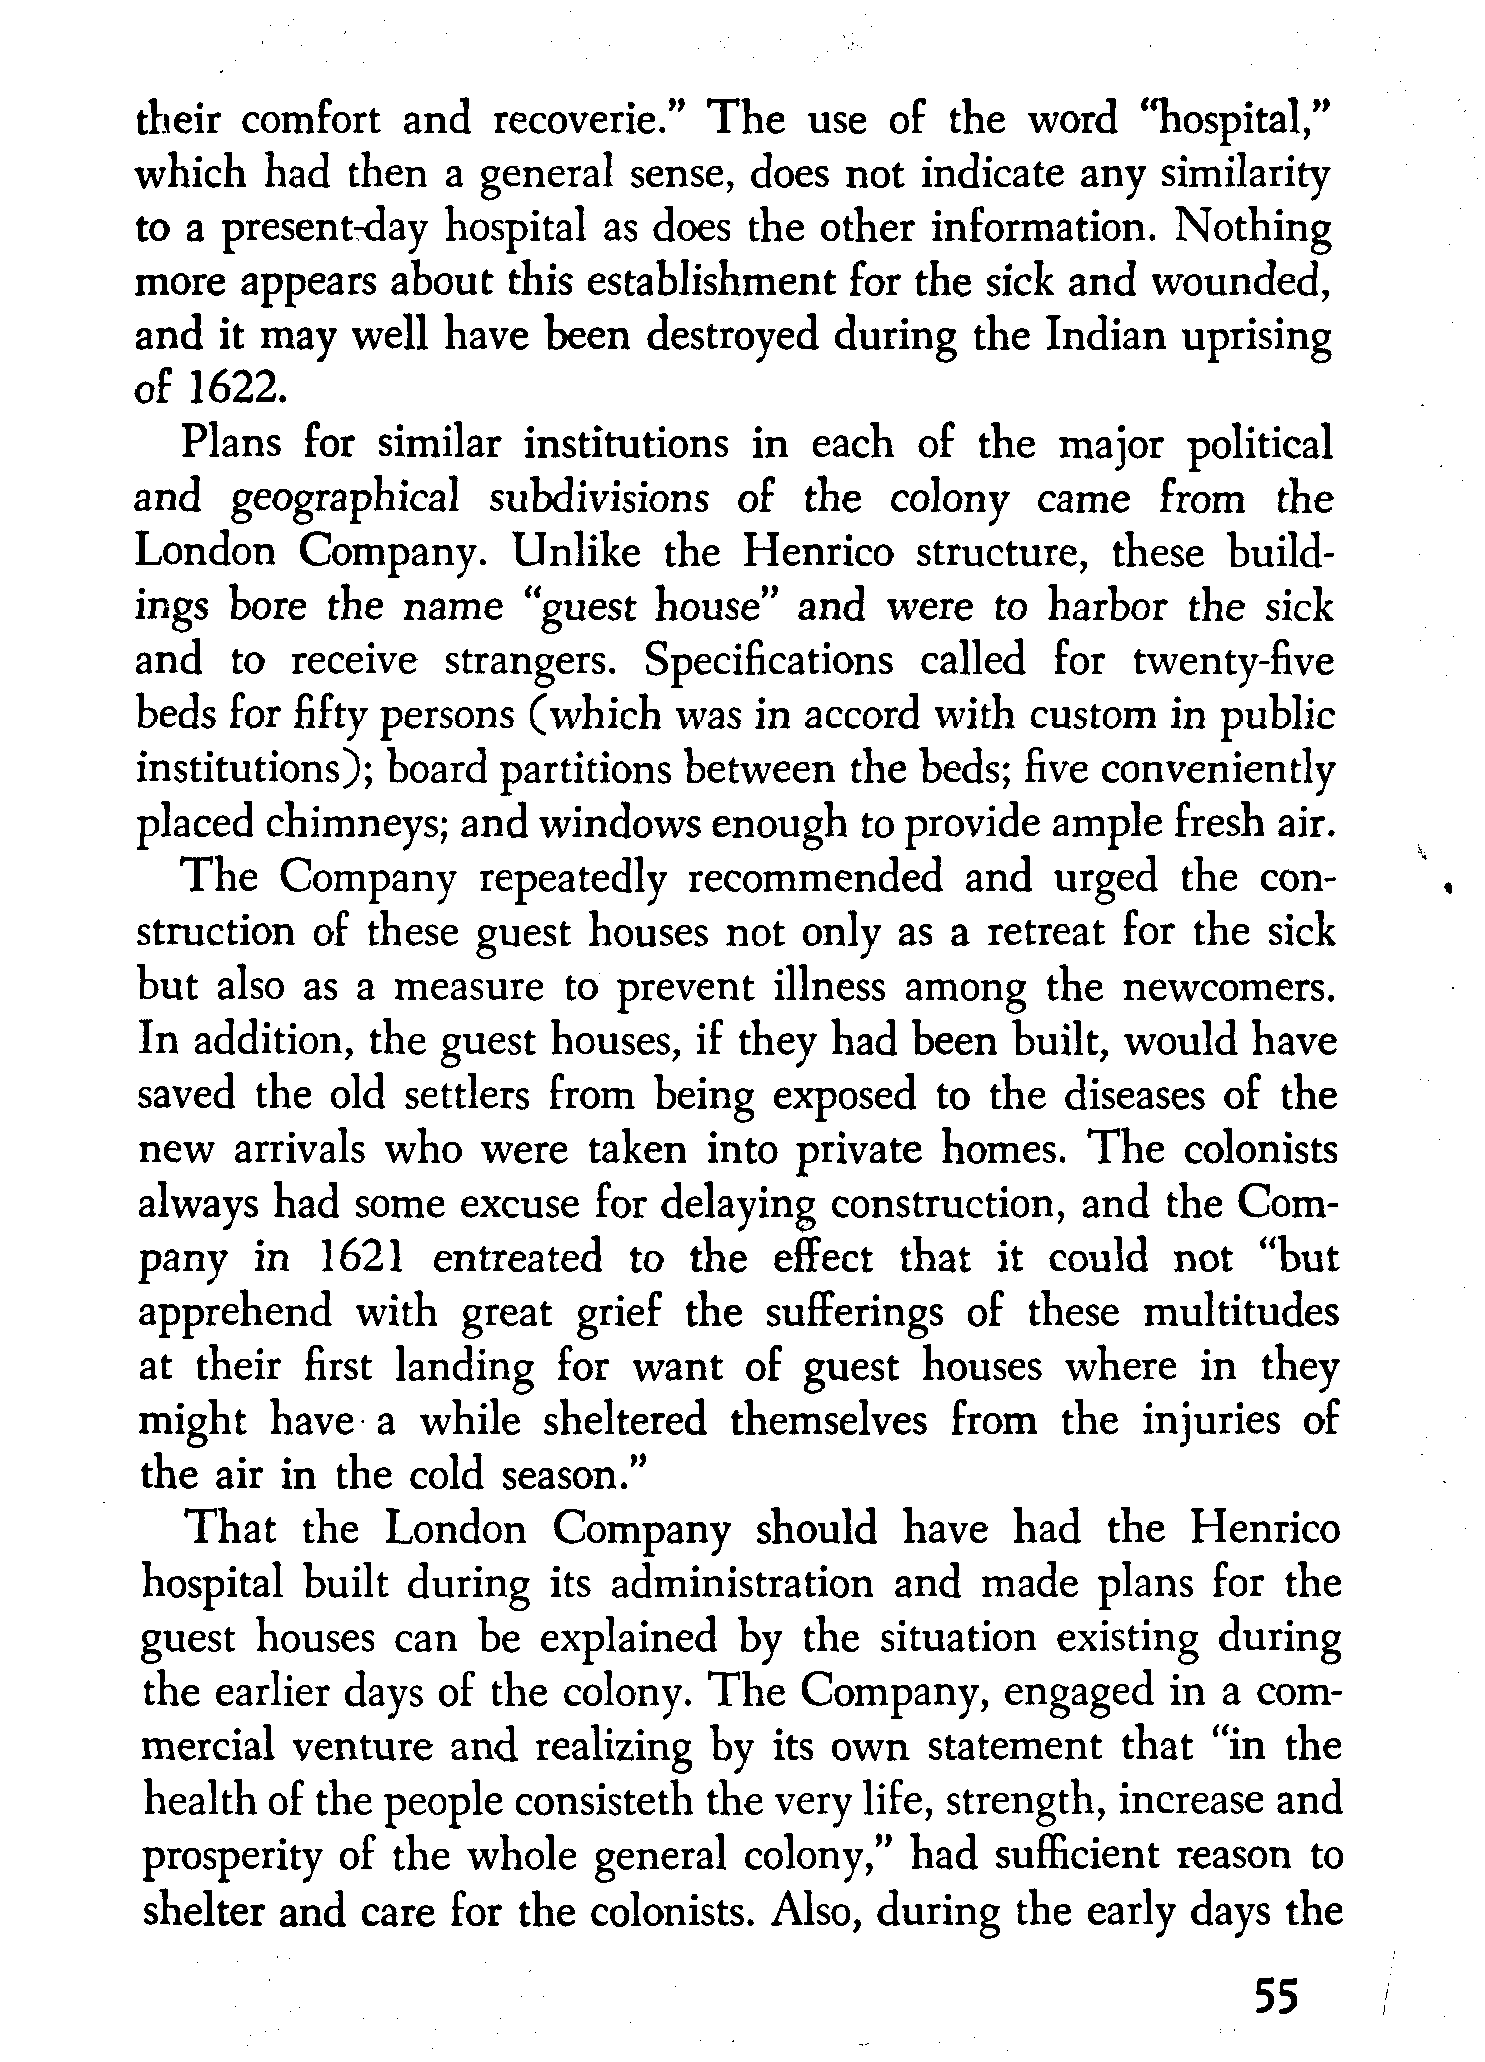 their comfort and recoverie.” The use of the word “hospital,”
which had then a general sense, does not indicate any similarity
to a present-day hospital as does the other information. Nothing
more appears about this establishment for the sick and wounded,
and it may well have been destroyed during the Indian uprising
of 1622.
Plans for similar institutions in each of the major political
and geographical subdivisions of the colony came from the
London Company. Unlike the Henrico structure, these build-
ings bore the name “guest house” and were to harbor the sick
and to receive strangers. Specifications called for twenty-five
beds for fifty persons (which was in accord with custom in public
institutions); board partitions between the beds; five conveniently
placed chimneys; and windows enough to provide ample fresh air.
The Company repeatedly recommended and urged the con-
struction of these guest houses not only as a retreat for the sick
but also as a measure to prevent illness among the newcomers.
In addition, the guest houses, if they had been built, would have
saved the old settlers from being exposed to the diseases of the
new arrivals who were taken into private homes. The colonists
always had some excuse for delaying construction, and the Com-
pany in 1621 entreated to the effect that it could not “but
apprehend with great grief the sufferings of these multitudes
at their first landing for want of guest houses where in they
might have a while sheltered themselves from the injuries of
the air in the cold season.”
That the London Company should have had the Henrico
hospital built during its administration and made plans for the
guest houses can be explained by the situation existing during
the earlier days of the colony. The Company, engaged in a com-
mercial venture and realizing by its own statement that “in the
health of the people consisteth the very life, strength, increase and
prosperity of the whole general colony,” had sufficient reason to
shelter and care for the colonists. Also, during the early days the
55